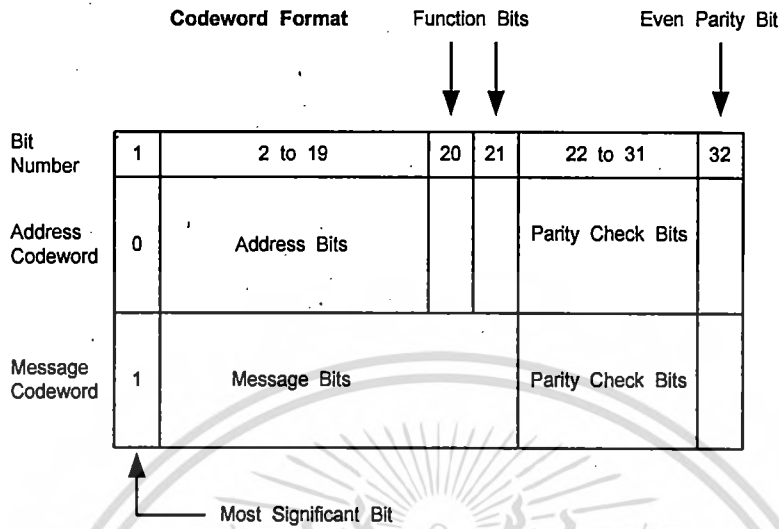 Codeword Format Function Bits Even Parity Bit
Bit Number 1 2 to 19 20 21 22 to 31 32
Address Codeword 0 Address Bits Parity Check Bits
Message Codeword 1 Message Bits Parity Check Bits
Most Significant Bit